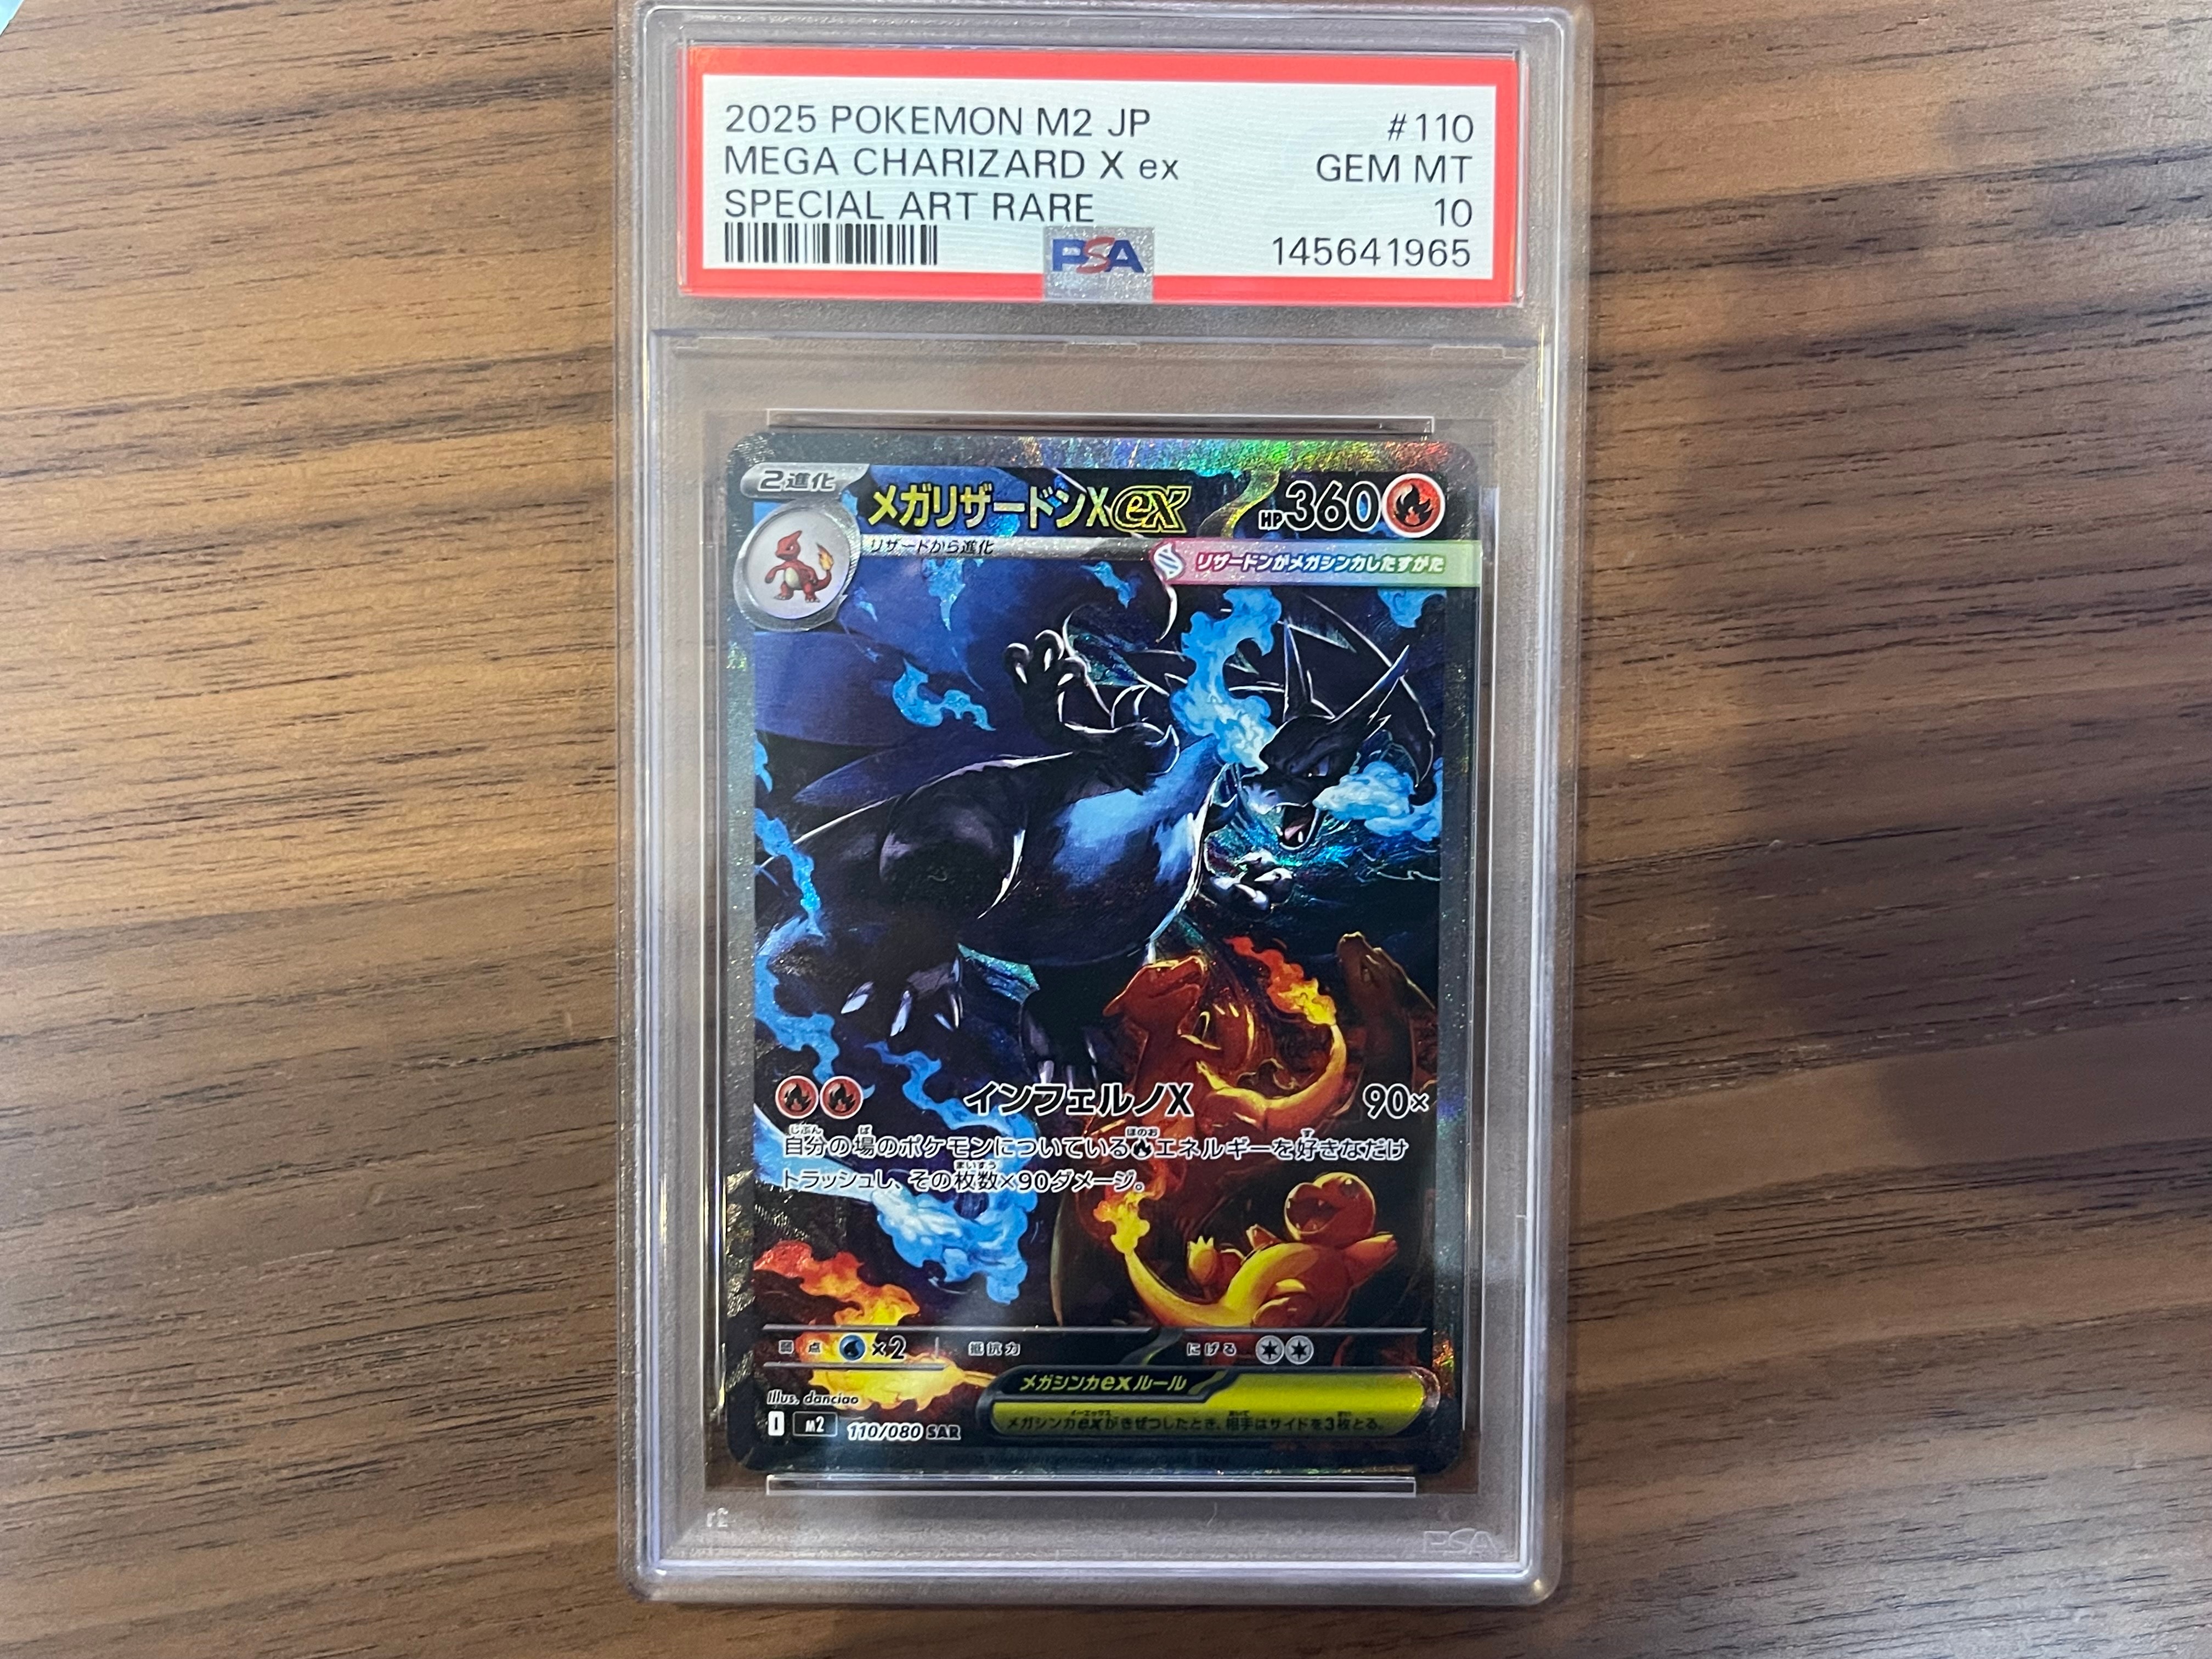 2025 POKEMON M2 JP #110
MEGA CHARIZARD X ex GEM MT
SPECIAL ART RARE 10
PSA 145641965
2進化
メガリザードンXex HP360
リザードから進化
リザードンがメガシンカしたすがた
インフェルノX 90×
自分の場のポケモンについているエネルギーを好きなだけ
トラッシュし、その枚数×90ダメージ。
弱点 ×2 抵抗力 にげる
メガシンカexルール
メガシンカexがきぜつしたとき、相手はサイドを3枚とる。
Illus. danciao
I M2 110/080 SAR
PSA